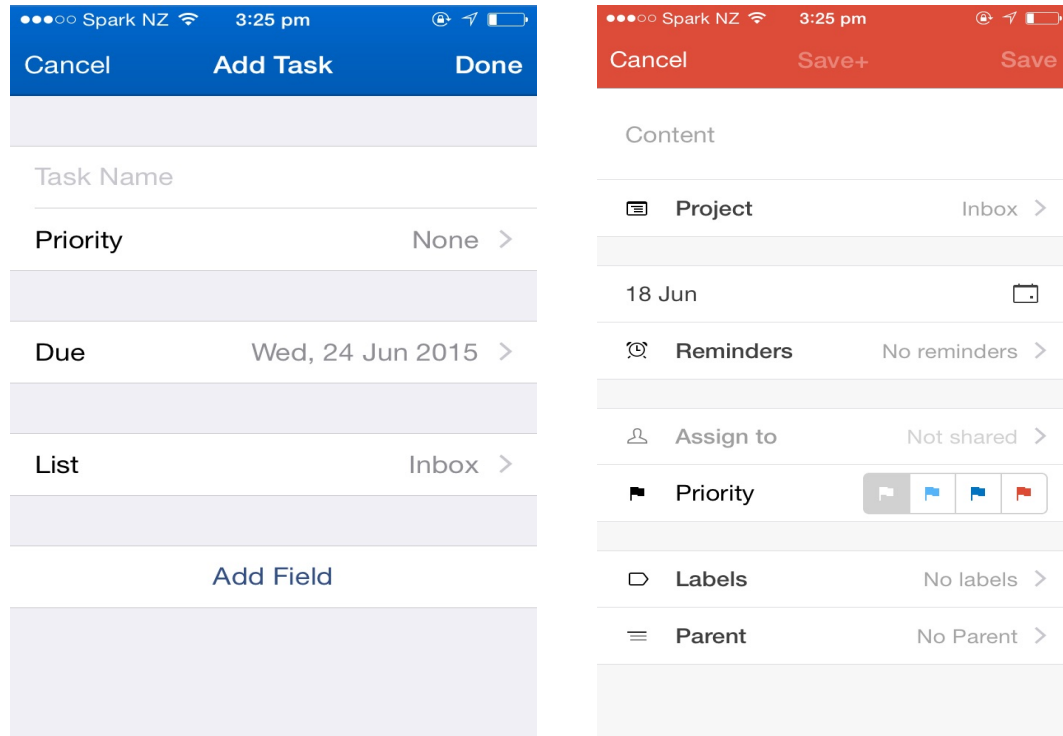 Spark NZ 3:25 pm
Cancel Add Task Done
Task Name
Priority None
Due Wed, 24 Jun 2015
List Inbox
Add Field
Spark NZ 3:25 pm
Cancel Save+ Save
Content
Project Inbox
18 Jun
Reminders No reminders
Assign to Not shared
Priority
Labels No labels
Parent No Parent